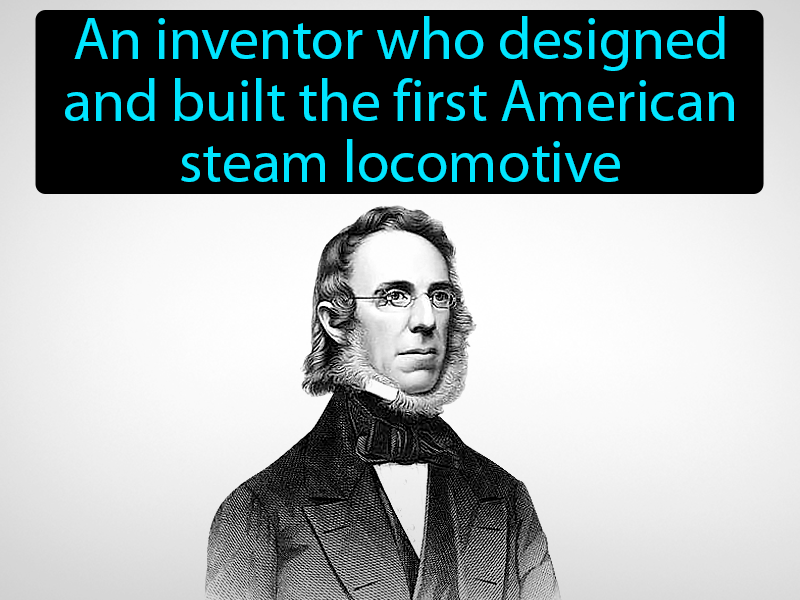 An inventor who designed
and built the first American
steam locomotive